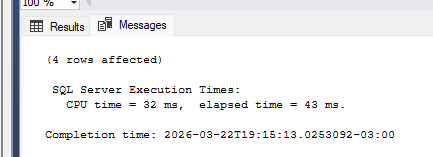 100 %
Results Messages
(4 rows affected)
SQL Server Execution Times:
CPU time = 32 ms,  elapsed time = 43 ms.
Completion time: 2026-03-22T19:15:13.0253092-03:00